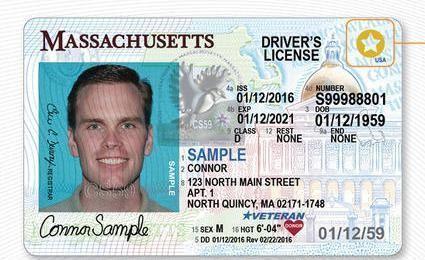 MASSACHUSETTS
DRIVER'S
LICENSE
USA
4a ISS
01/12/2016
4d NUMBER
S99988801
4b EXP
01/12/2021
3 DOB
01/12/1959
9 CLASS
D
12 REST
NONE
9a END
NONE
CS59
1 SAMPLE
2 CONNOR
8 123 NORTH MAIN STREET
APT. 1
NORTH QUINCY, MA 02171-1748
★VETERAN
15 SEX M 16 HGT 6'-04"
DONOR
01/12/59
5 DD 01/12/2016 Rev 02/22/2016
REGISTRAR
SAMPLE
Connor Sample